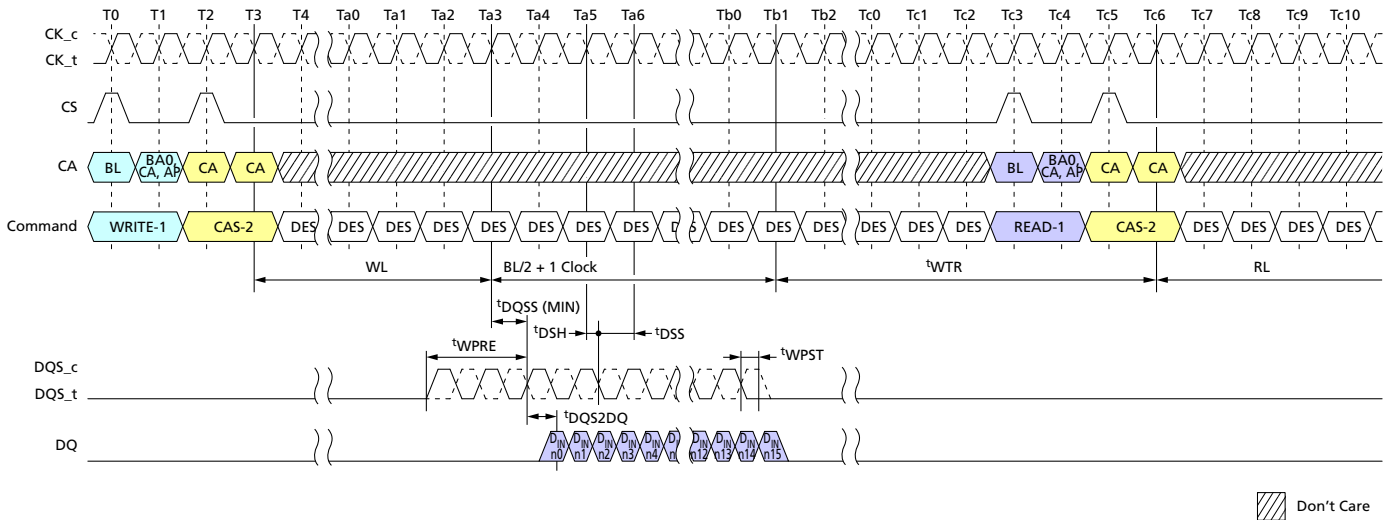 T0 T1 T2 T3 T4 Ta0 Ta1 Ta2 Ta3 Ta4 Ta5 Ta6 Tb0 Tb1 Tb2 Tc0 Tc1 Tc2 Tc3 Tc4 Tc5 Tc6 Tc7 Tc8 Tc9 Tc10
CK_c
CK_t
CS
BA0, BA0,
CA BL CA CA BL CA CA
CA, AP CA, AP
Command WRITE-1 CAS-2 DES DES DES DES DES DES DES DES DES DES DES DES DES DES READ-1 CAS-2 DES DES DES DES
WL BL/2 + 1 Clock tWTR RL
tDQSS (MIN)
tDSH tDSS
tWPRE tWPST
DQS_c
DQS_t
tDQS2DQ
DQ DIN n0 DIN n1 DIN n2 DIN n3 DIN n4 DIN n12 DIN n13 DIN n14 DIN n15
Don't Care